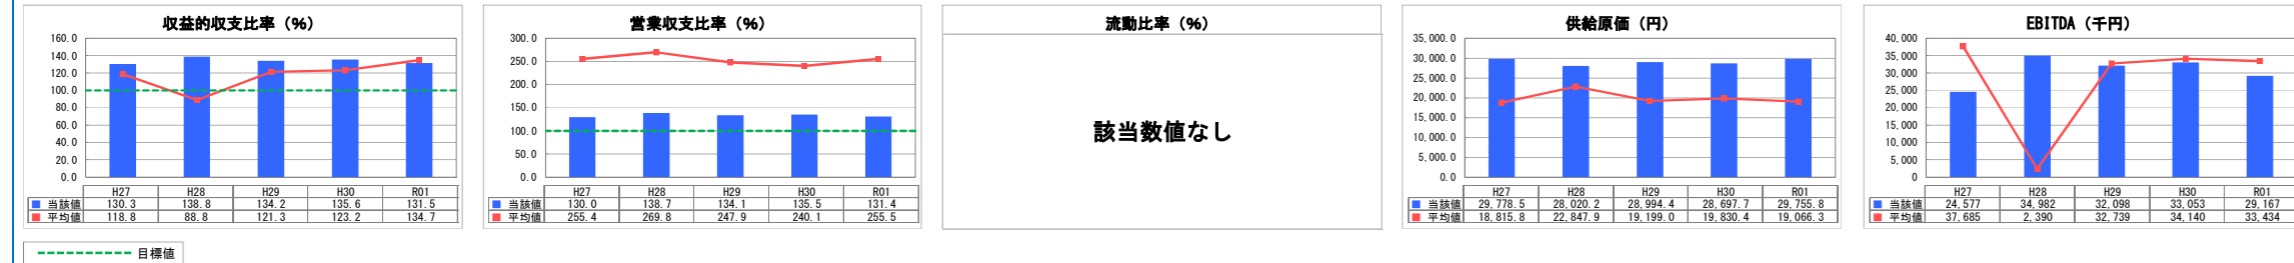 収益的収支比率（%）
160.0
140.0
120.0
100.0
80.0
60.0
40.0
20.0
0.0
H27 H28 H29 H30 R01
当該値 130.3 138.8 134.2 135.6 131.5
平均値 118.8 88.8 121.3 123.2 134.7
営業収支比率（%）
300.0
250.0
200.0
150.0
100.0
50.0
0.0
H27 H28 H29 H30 R01
当該値 130.0 138.7 134.1 135.5 131.4
平均値 255.4 269.8 247.9 240.1 255.5
流動比率（%）
該当数値なし
供給原価（円）
35,000.0
30,000.0
25,000.0
20,000.0
15,000.0
10,000.0
5,000.0
0.0
H27 H28 H29 H30 R01
当該値 29,778.5 28,020.2 28,994.4 28,697.7 29,755.8
平均値 18,815.8 22,847.9 19,199.0 19,830.4 19,066.3
EBITDA（千円）
40,000
35,000
30,000
25,000
20,000
15,000
10,000
5,000
0
H27 H28 H29 H30 R01
当該値 24,577 34,982 32,098 33,053 29,167
平均値 37,685 2,390 32,739 34,140 33,434
目標値